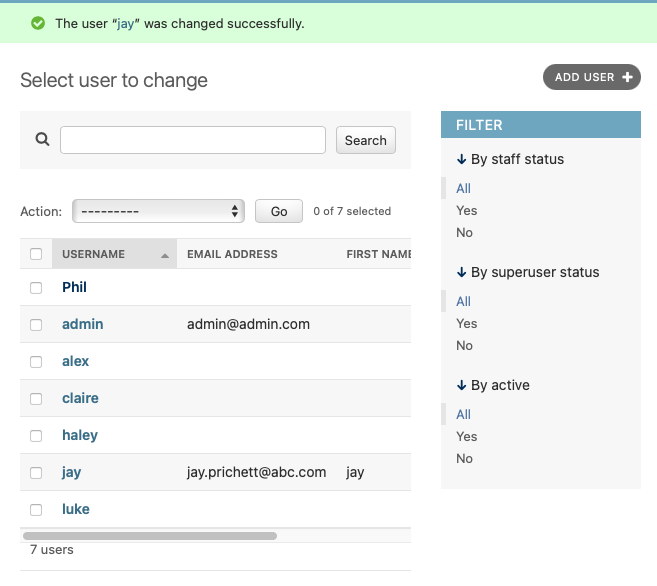 The user “jay” was changed successfully.
Select user to change
ADD USER
Search
Action: --------- Go 0 of 7 selected
USERNAME EMAIL ADDRESS FIRST NAME
Phil
admin admin@admin.com
alex
claire
haley
jay jay.prichett@abc.com jay
luke
7 users
FILTER
By staff status
All
Yes
No
By superuser status
All
Yes
No
By active
All
Yes
No